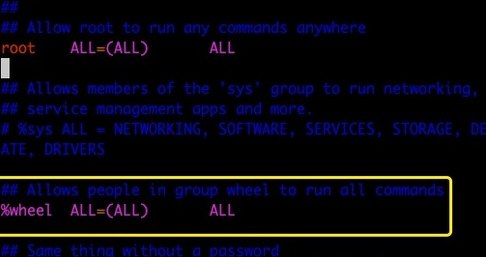 ##
## Allow root to run any commands anywhere
root ALL=(ALL) ALL
## Allows members of the 'sys' group to run networking,
## service management apps and more.
# %sys ALL = NETWORKING, SOFTWARE, SERVICES, STORAGE, DE
ATE, DRIVERS
## Allows people in group wheel to run all commands
%wheel ALL=(ALL) ALL
## Same thing without a password